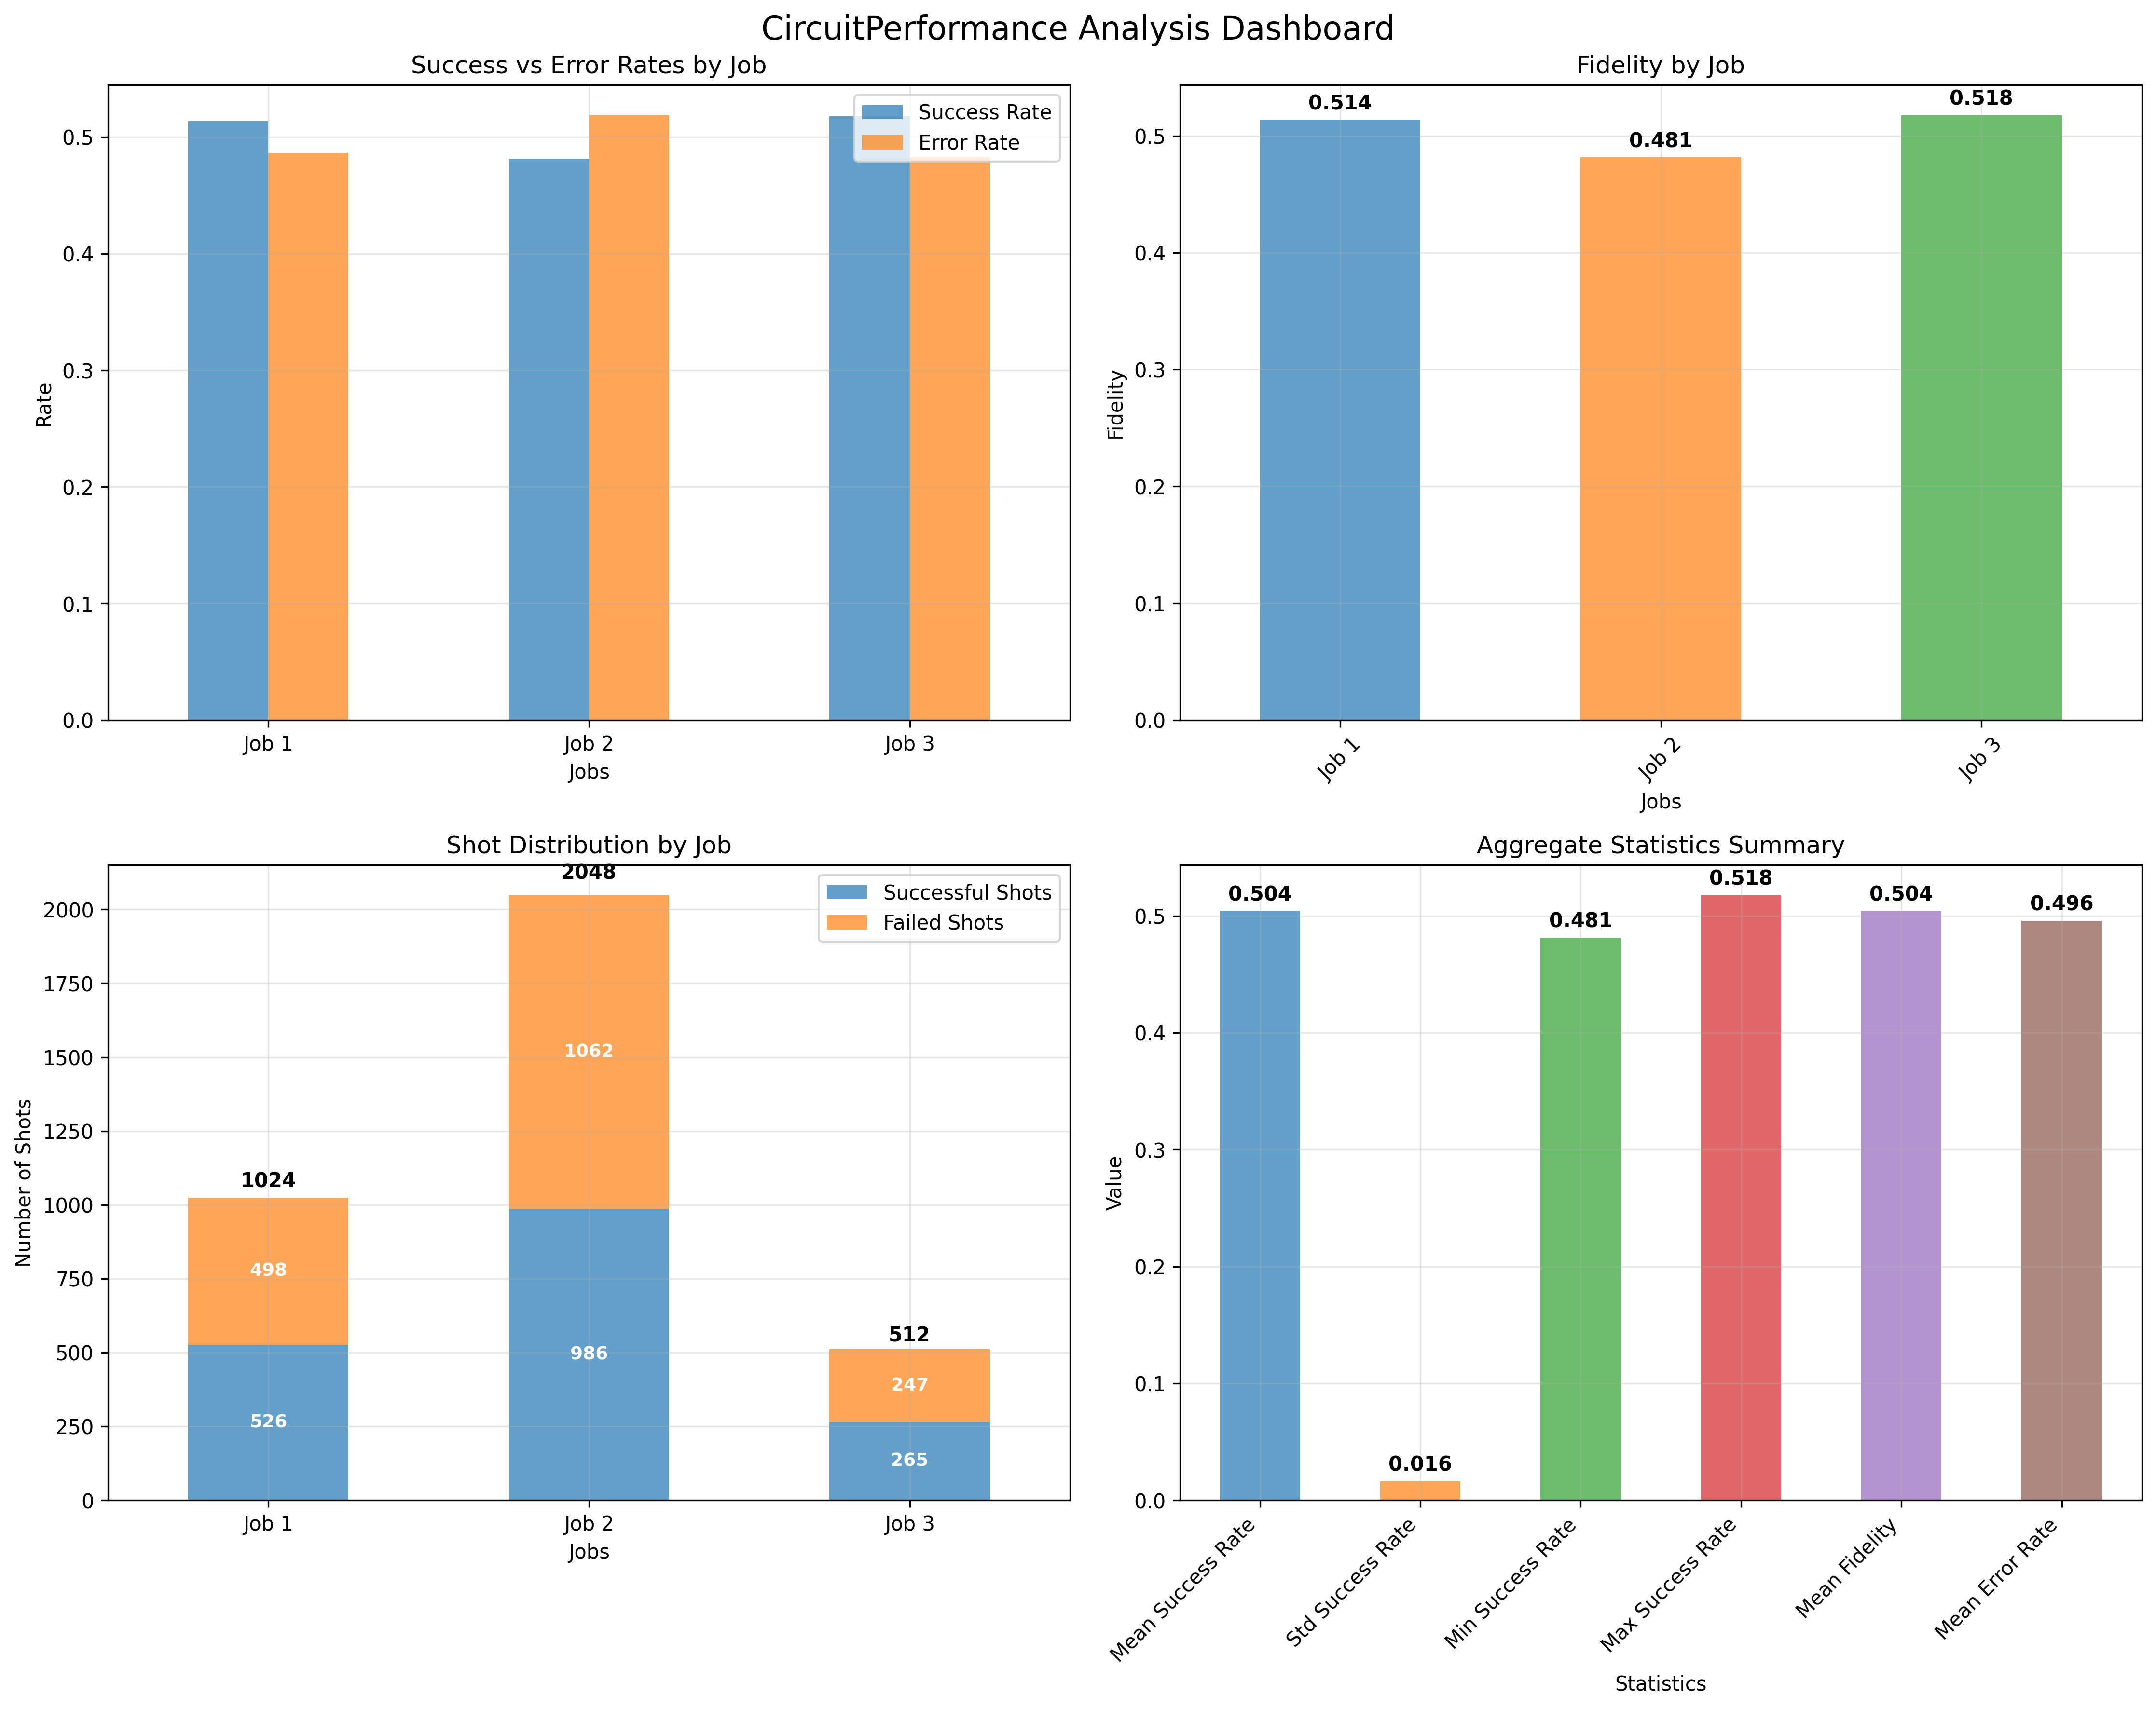 CircuitPerformance Analysis Dashboard
Success vs Error Rates by Job
Success Rate
Error Rate
Rate
0.5
0.4
0.3
0.2
0.1
0.0
Job 1
Job 2
Job 3
Jobs
Fidelity by Job
0.514
0.481
0.518
Fidelity
0.5
0.4
0.3
0.2
0.1
0.0
Job 1
Job 2
Job 3
Jobs
Shot Distribution by Job
Successful Shots
Failed Shots
Number of Shots
2000
1750
1500
1250
1000
750
500
250
0
1024
498
526
2048
1062
986
512
247
265
Job 1
Job 2
Job 3
Jobs
Aggregate Statistics Summary
0.504
0.016
0.481
0.518
0.504
0.496
Value
0.5
0.4
0.3
0.2
0.1
0.0
Mean Success Rate
Std Success Rate
Min Success Rate
Max Success Rate
Mean Fidelity
Mean Error Rate
Statistics